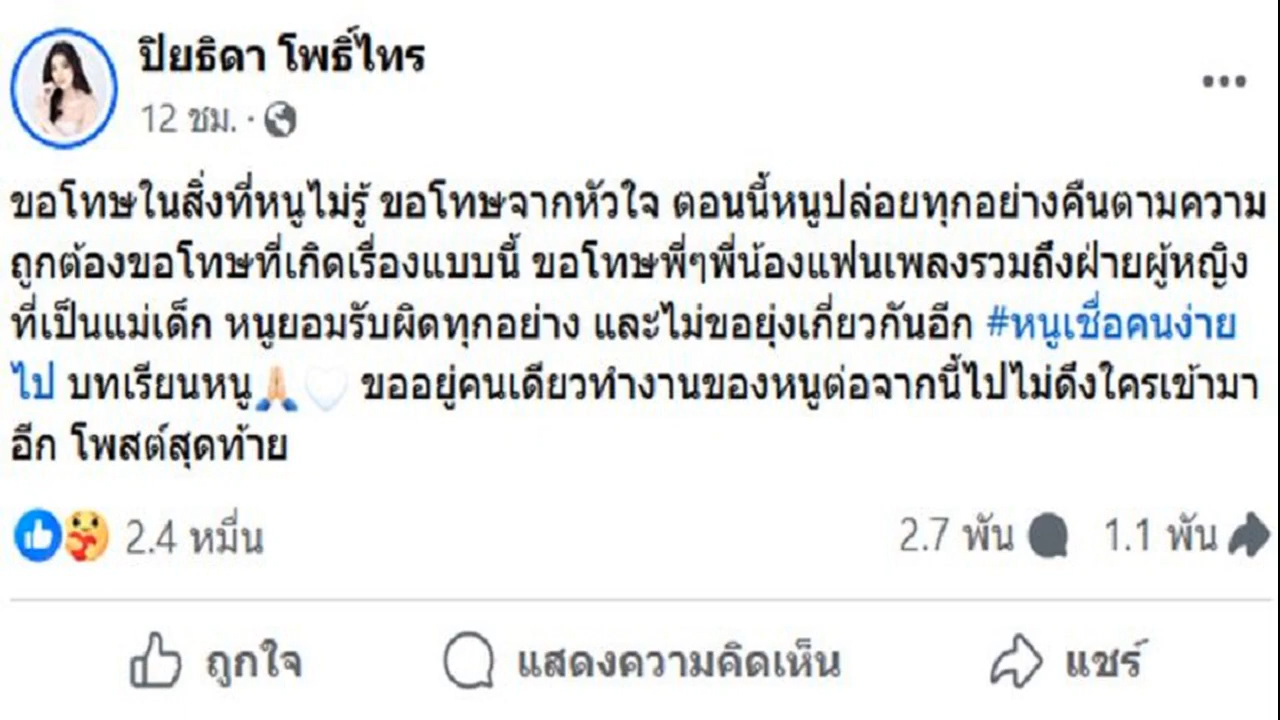 ปิยธิดา โพธิ์ไทร
12 ชม. ·
ขอโทษในสิ่งที่หนูไม่รู้ ขอโทษจากหัวใจ ตอนนี้หนูปล่อยทุกอย่างคืนตามความ
ถูกต้องขอโทษที่เกิดเรื่องแบบนี้ ขอโทษพี่ๆพี่น้องแฟนเพลงรวมถึงฝ่ายผู้หญิง
ที่เป็นแม่เด็ก หนูยอมรับผิดทุกอย่าง และไม่ขอยุ่งเกี่ยวกันอีก #หนูเชื่อคนง่าย
ไป บทเรียนหนู🙏🏻🤍 ขออยู่คนเดียวทำงานของหนูต่อจากนี้ไปไม่ดึงใครเข้ามา
อีก โพสต์สุดท้าย
2.4 หมื่น 2.7 พัน 1.1 พัน
ถูกใจ แสดงความคิดเห็น แชร์